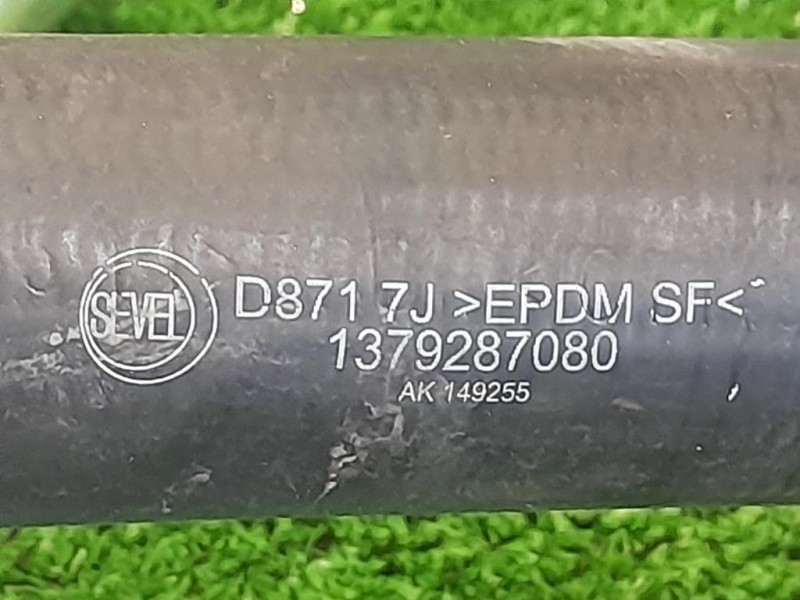 SEVEL
D871 7J >EPDM SF<
1379287080
AK 149255